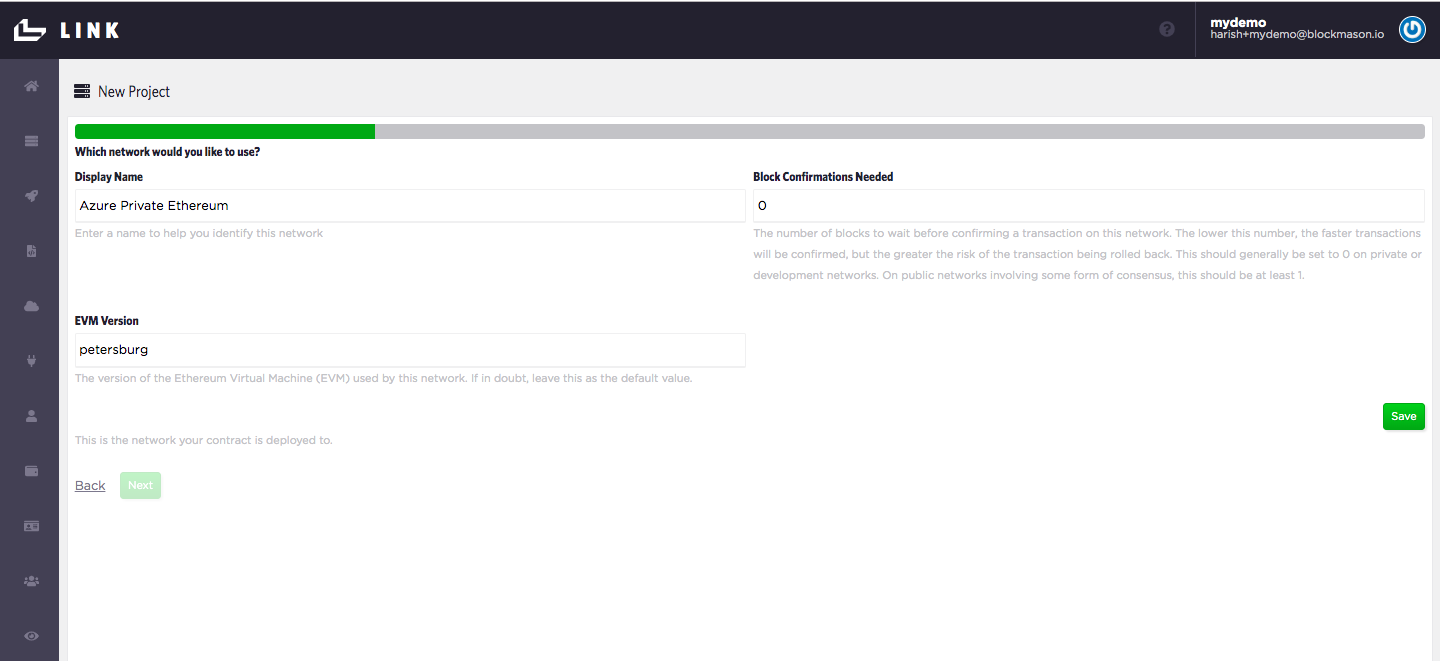 LINK
mydemo
harish+mydemo@blockmason.io
New Project
Which network would you like to use?
Display Name
Azure Private Ethereum
Enter a name to help you identify this network
Block Confirmations Needed
0
The number of blocks to wait before confirming a transaction on this network. The lower this number, the faster transactions
will be confirmed, but the greater the risk of the transaction being rolled back. This should generally be set to 0 on private or
development networks. On public networks involving some form of consensus, this should be at least 1.
EVM Version
petersburg
The version of the Ethereum Virtual Machine (EVM) used by this network. If in doubt, leave this as the default value.
Save
This is the network your contract is deployed to.
Back
Next